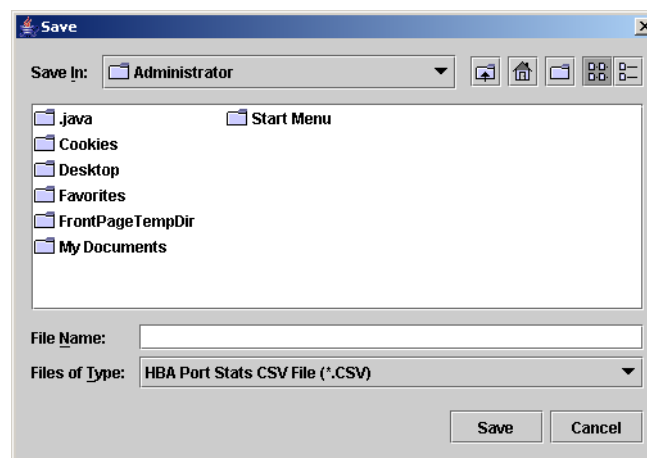 Save
Save In: Administrator
.java Start Menu
Cookies
Desktop
Favorites
FrontPageTempDir
My Documents
File Name:
Files of Type: HBA Port Stats CSV File (*.CSV)
Save Cancel